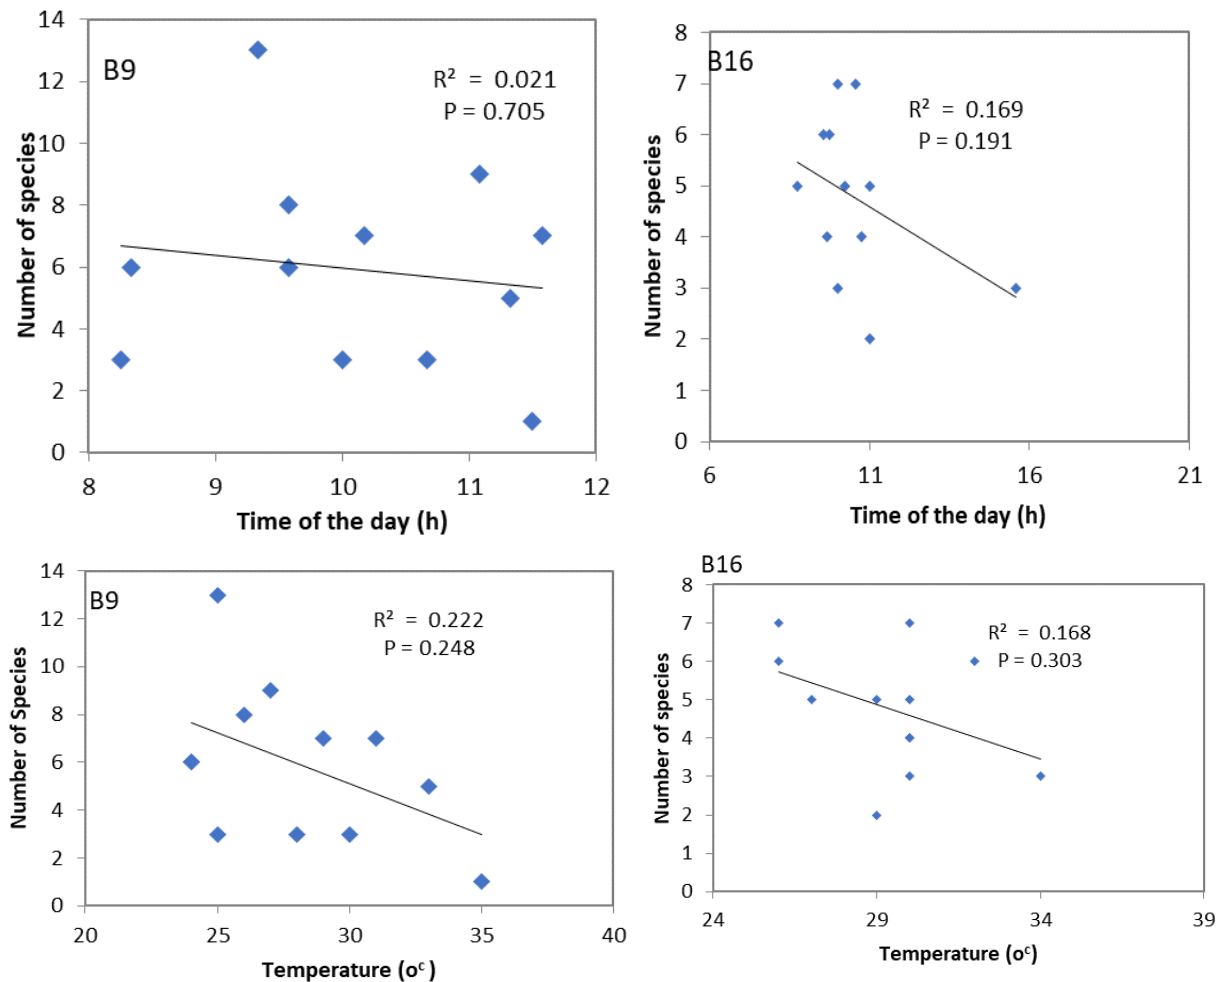 B9
R² = 0.021
P = 0.705
Number of species
14
12
10
8
6
4
2
0
8 9 10 11 12
Time of the day (h)
B16
R² = 0.169
P = 0.191
Number of species
8
7
6
5
4
3
2
1
0
6 11 16 21
Time of the day (h)
B9
R² = 0.222
P = 0.248
Number of Species
14
12
10
8
6
4
2
0
20 25 30 35 40
Temperature (oᶜ )
B16
R² = 0.168
P = 0.303
Number of species
8
7
6
5
4
3
2
1
0
24 29 34 39
Temperature (oᶜ)